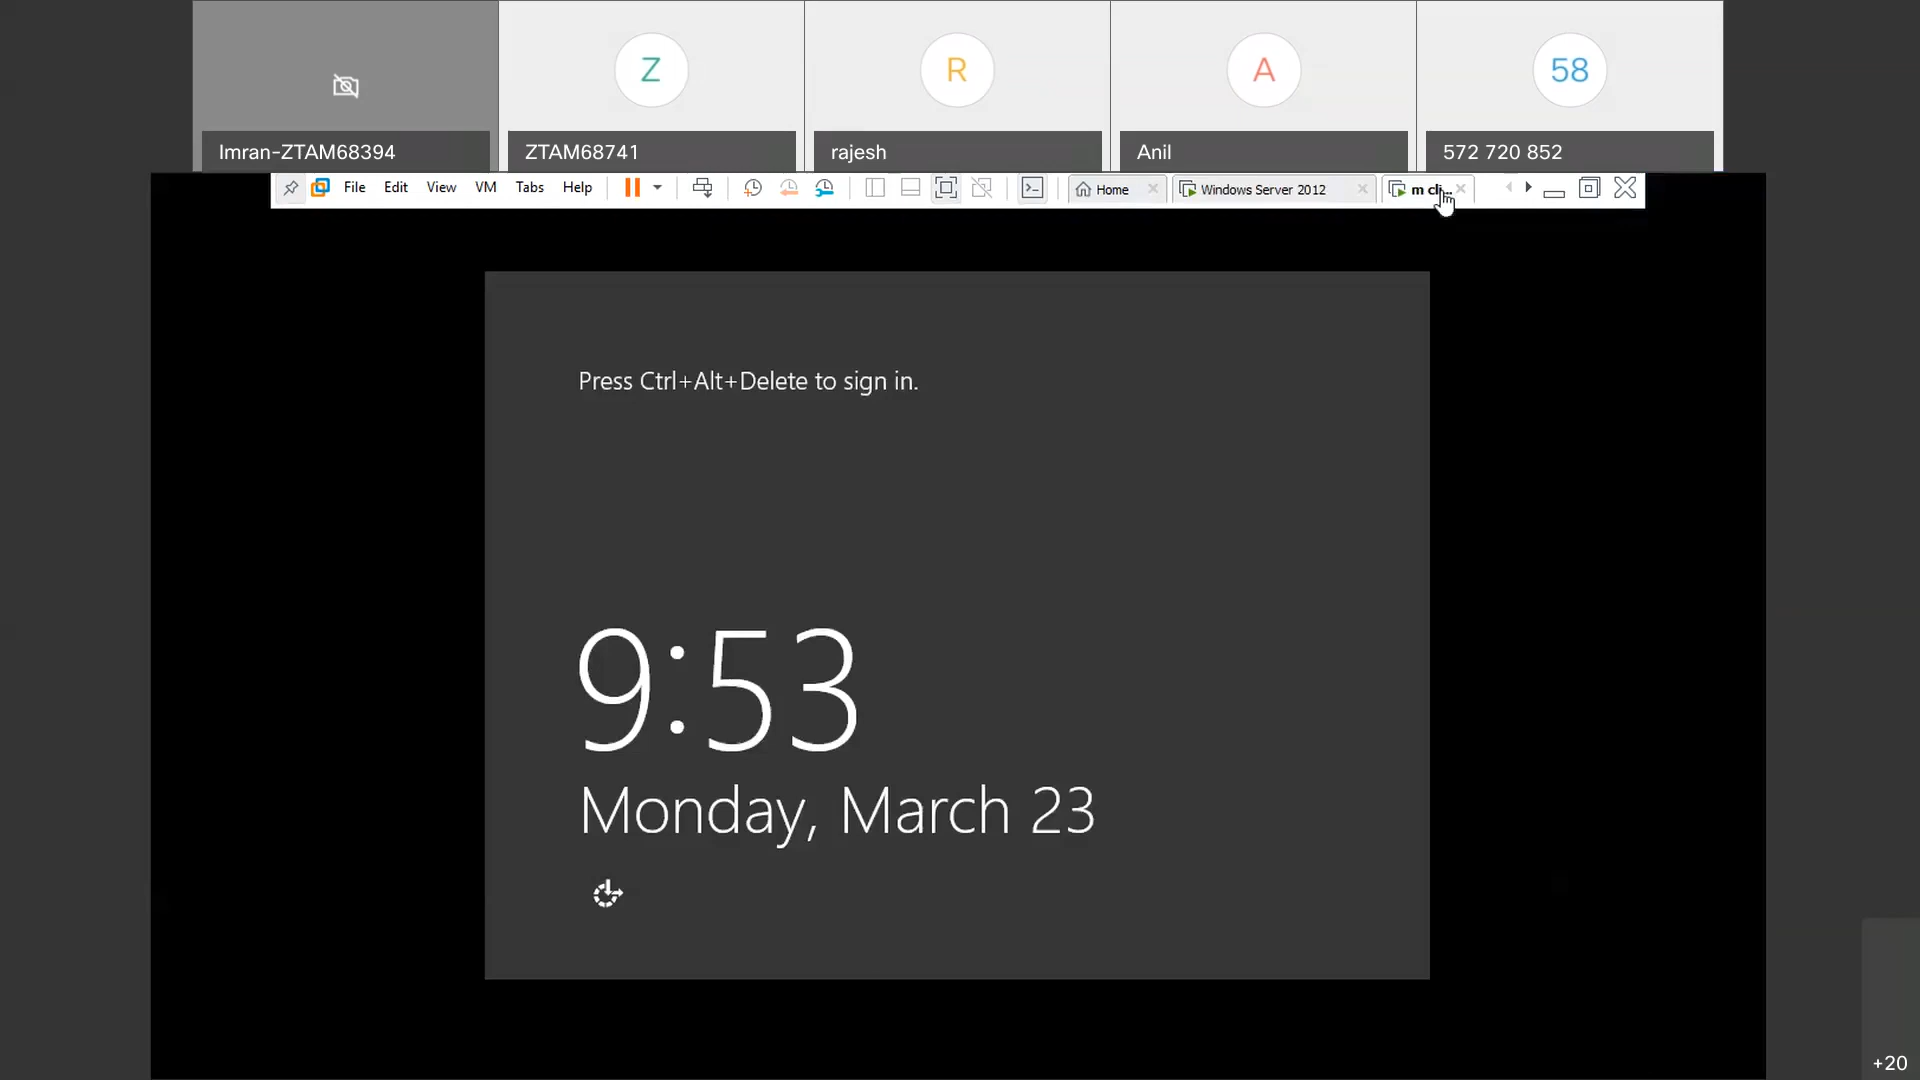 Z
R
A
58
Imran-ZTAM68394
ZTAM68741
rajesh
Anil
572 720 852
File Edit View VM Tabs Help
Home
Windows Server 2012
m cli...
Press Ctrl+Alt+Delete to sign in.
9:53
Monday, March 23
+20